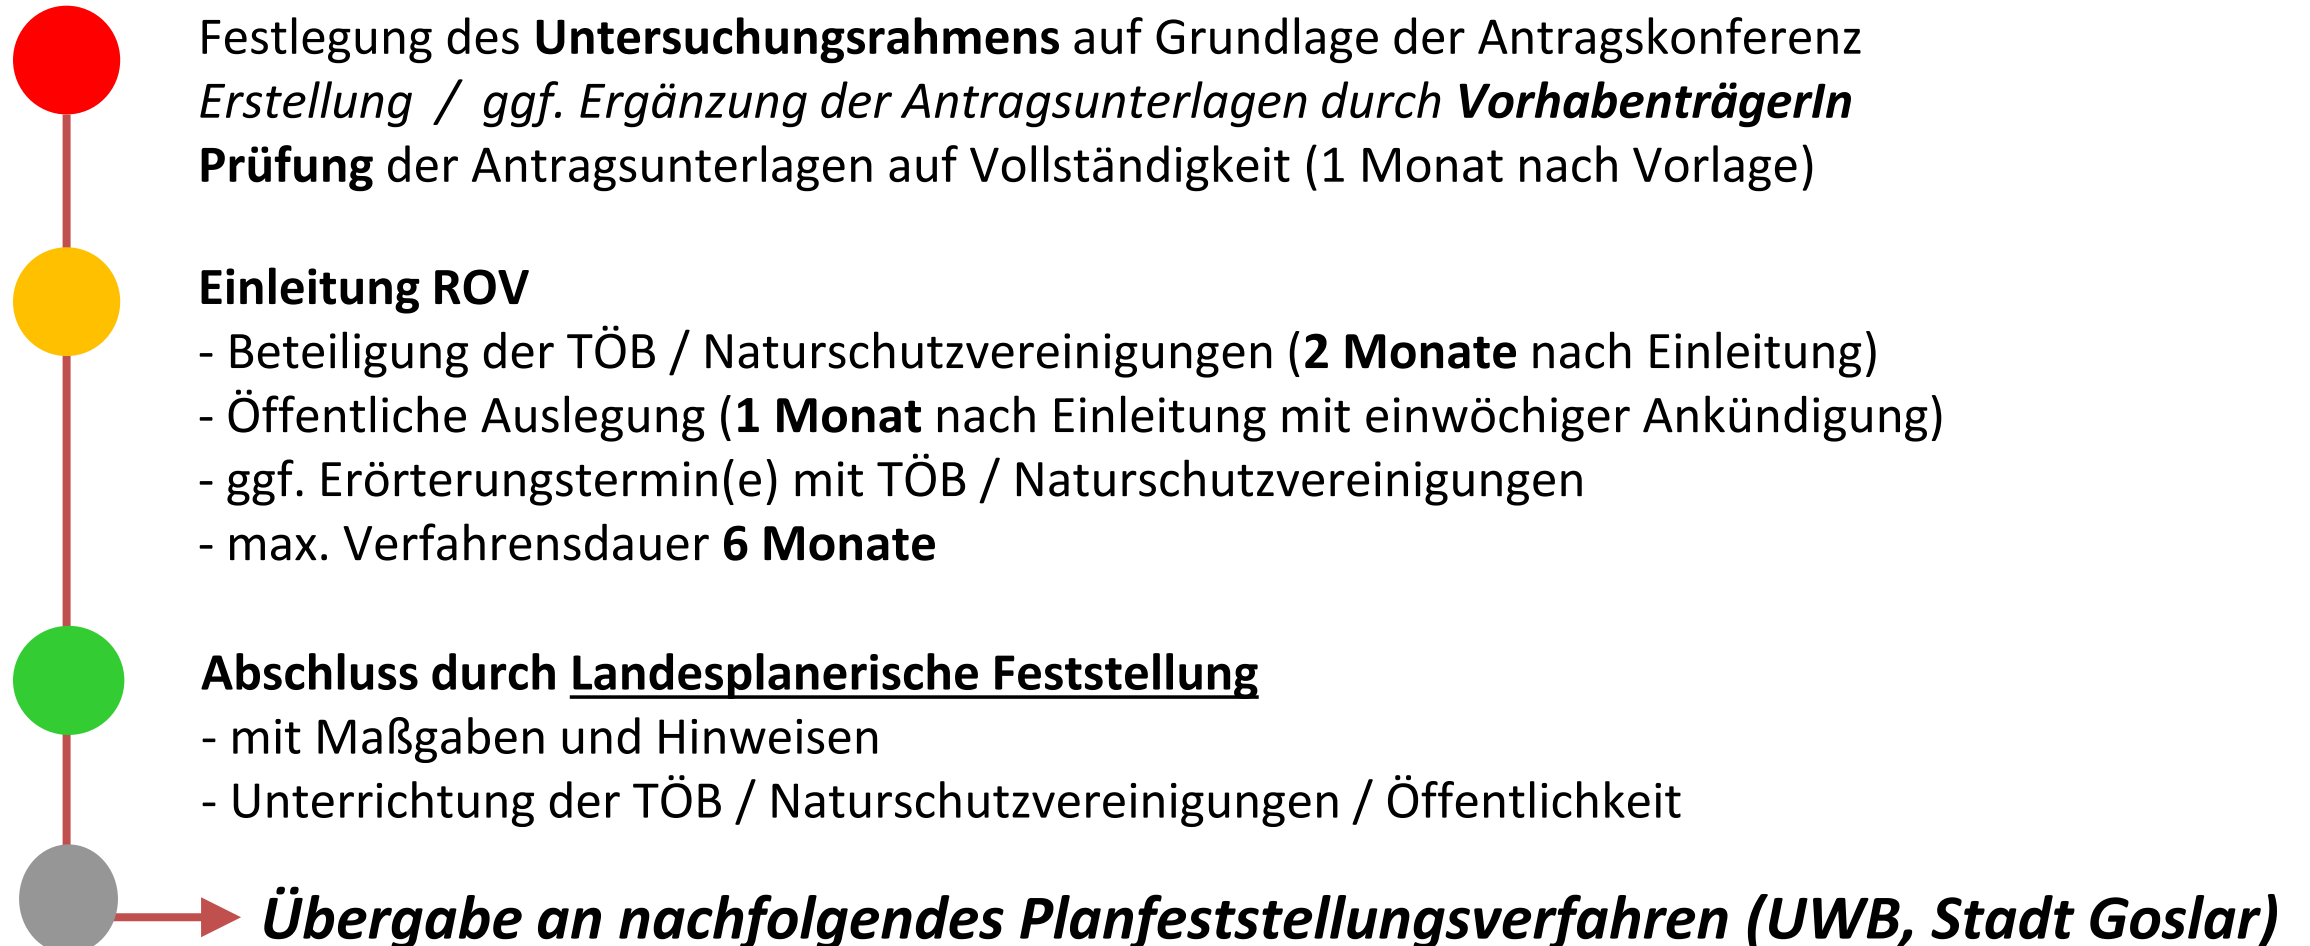 Festlegung des Untersuchungsrahmens auf Grundlage der Antragskonferenz
Erstellung / ggf. Ergänzung der Antragsunterlagen durch VorhabenträgerIn
Prüfung der Antragsunterlagen auf Vollständigkeit (1 Monat nach Vorlage)
Einleitung ROV
- Beteiligung der TÖB / Naturschutzvereinigungen (2 Monate nach Einleitung)
- Öffentliche Auslegung (1 Monat nach Einleitung mit einwöchiger Ankündigung)
- ggf. Erörterungstermin(e) mit TÖB / Naturschutzvereinigungen
- max. Verfahrensdauer 6 Monate
Abschluss durch Landesplanerische Feststellung
- mit Maßgaben und Hinweisen
- Unterrichtung der TÖB / Naturschutzvereinigungen / Öffentlichkeit
Übergabe an nachfolgendes Planfeststellungsverfahren (UWB, Stadt Goslar)